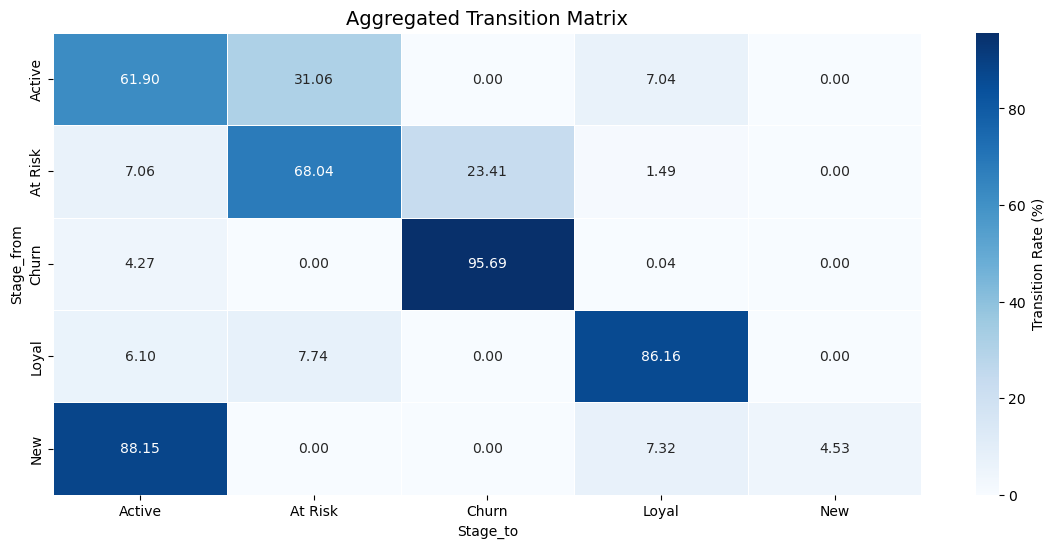 Aggregated Transition Matrix
Stage_from
Active 61.90 31.06 0.00 7.04 0.00
At Risk 7.06 68.04 23.41 1.49 0.00
Churn 4.27 0.00 95.69 0.04 0.00
Loyal 6.10 7.74 0.00 86.16 0.00
New 88.15 0.00 0.00 7.32 4.53
Active At Risk Churn Loyal New
Stage_to
80
60
40
20
0
Transition Rate (%)